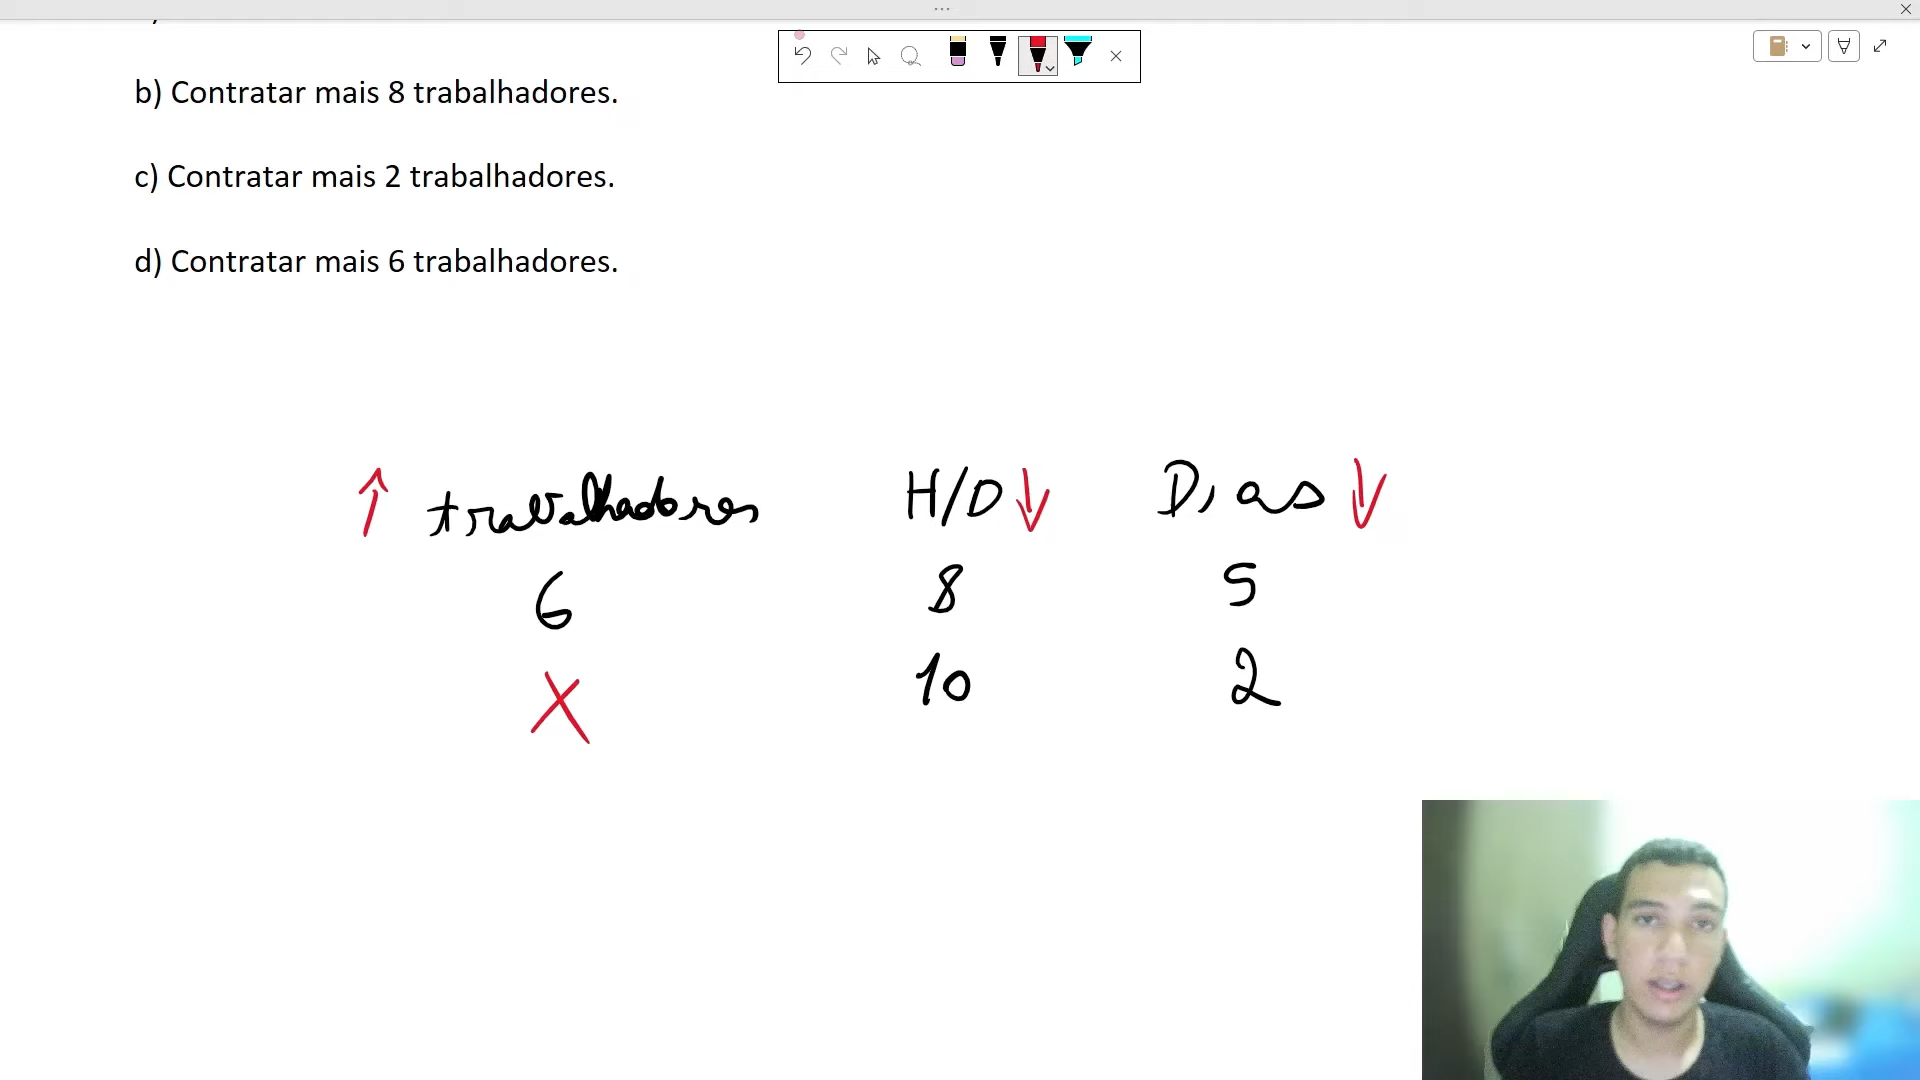 b) Contratar mais 8 trabalhadores.
c) Contratar mais 2 trabalhadores.
d) Contratar mais 6 trabalhadores.
trabalhadores H/D Dias
6 8 5
X 10 2